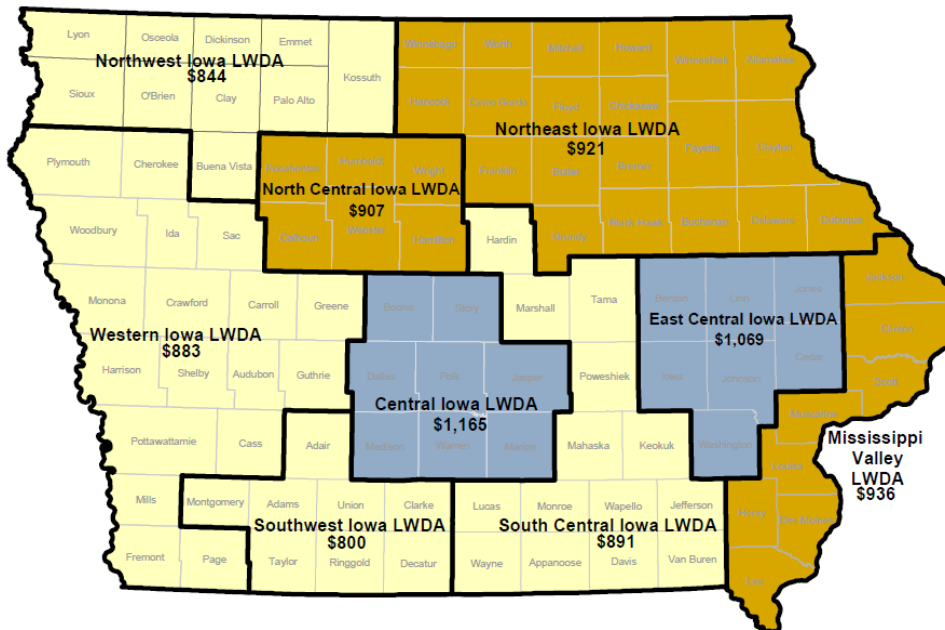 Lyon Osceola Dickinson Emmet Winnebago Worth Mitchell Howard Winneshiek Allamakee
Northwest Iowa LWDA
$844
Kossuth
Sioux O'Brien Clay Palo Alto Hancock Cerro Gordo Floyd Chickasaw
Northeast Iowa LWDA
$921
Fayette Clayton
Plymouth Cherokee Buena Vista Pocahontas Humboldt Wright Franklin Butler Bremer
North Central Iowa LWDA
$907
Woodbury Ida Sac Calhoun Webster Hamilton Hardin Grundy Black Hawk Buchanan Delaware Dubuque
Monona Crawford Carroll Greene Boone Story Marshall Tama Benton Linn Jones Jackson
Western Iowa LWDA
$883
East Central Iowa LWDA
$1,069
Clinton
Harrison Shelby Audubon Guthrie Dallas Polk Jasper Poweshiek Iowa Johnson Cedar Scott
Central Iowa LWDA
$1,165
Muscatine
Pottawattamie Cass Adair Madison Warren Marion Mahaska Keokuk Washington Louisa
Mississippi
Valley
LWDA
$936
Mills Montgomery Adams Union Clarke Lucas Monroe Wapello Jefferson Henry Des Moines
Southwest Iowa LWDA
$800
South Central Iowa LWDA
$891
Fremont Page Taylor Ringgold Decatur Wayne Appanoose Davis Van Buren Lee